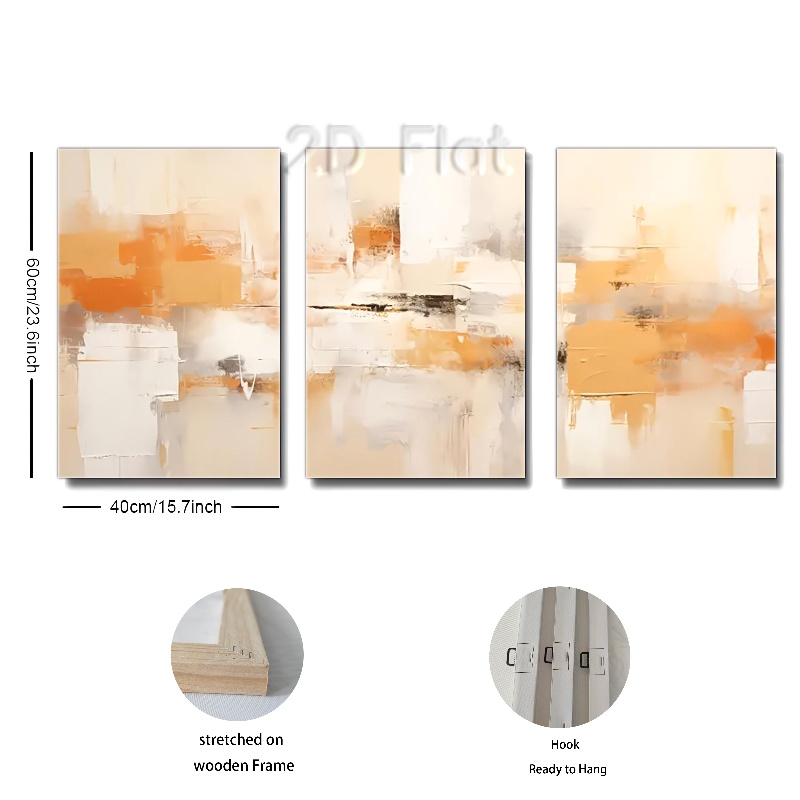 2D Flat
60cm/23.6inch
40cm/15.7inch
stretched on
wooden Frame
Hook
Ready to Hang